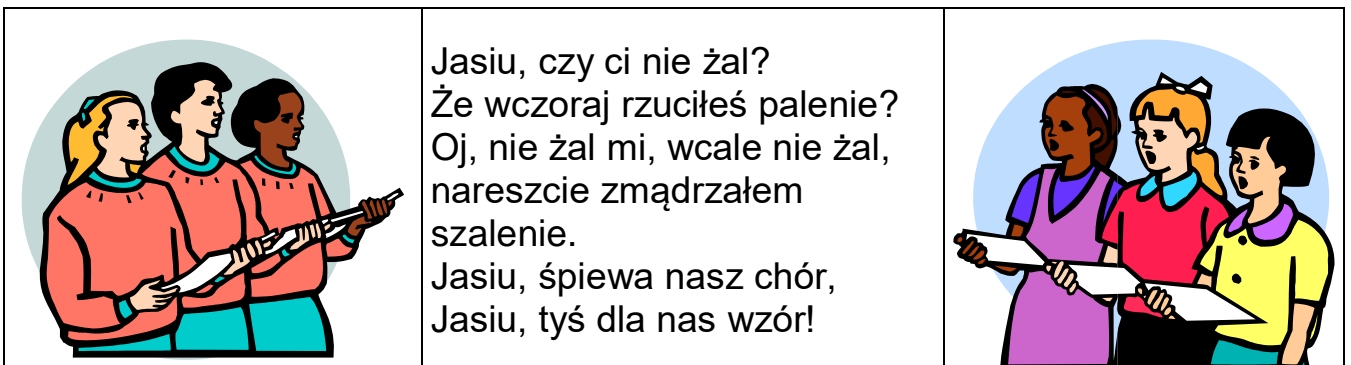 Jasiu, czy ci nie żal?
Że wczoraj rzuciłeś palenie?
Oj, nie żal mi, wcale nie żal,
nareszcie zmądrzałem
szalenie.
Jasiu, śpiewa nasz chór,
Jasiu, tyś dla nas wzór!